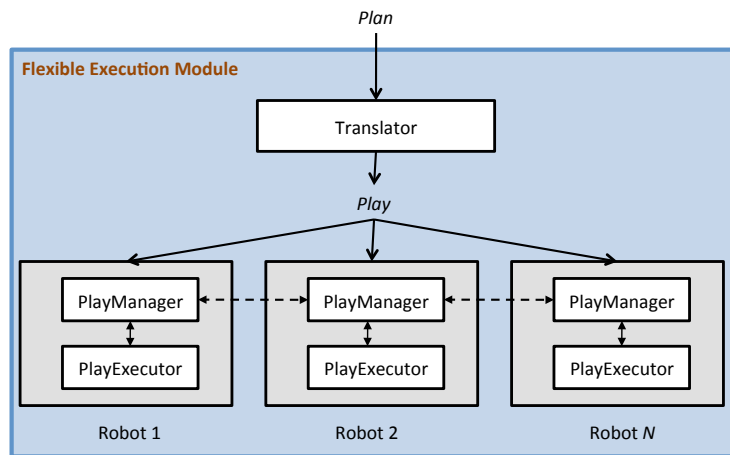 Plan
Flexible Execution Module
Translator
Play
PlayManager
PlayManager
PlayManager
PlayExecutor
PlayExecutor
PlayExecutor
Robot 1
Robot 2
Robot N